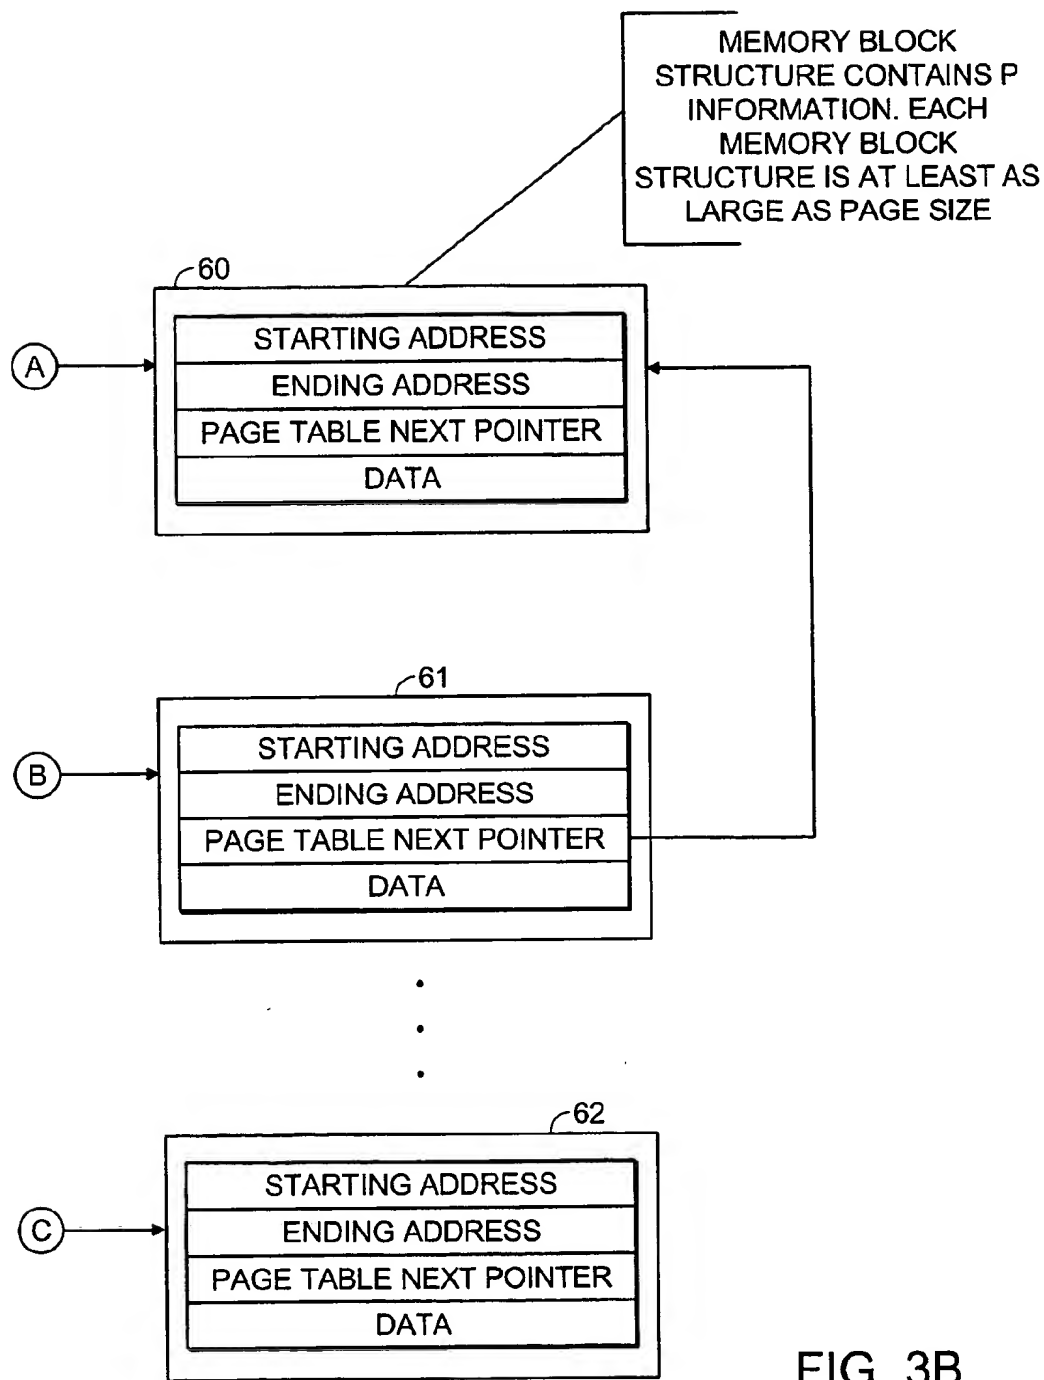 MEMORY BLOCK
STRUCTURE CONTAINS P
INFORMATION. EACH
MEMORY BLOCK
STRUCTURE IS AT LEAST AS
LARGE AS PAGE SIZE
60
A
STARTING ADDRESS
ENDING ADDRESS
PAGE TABLE NEXT POINTER
DATA
61
B
STARTING ADDRESS
ENDING ADDRESS
PAGE TABLE NEXT POINTER
DATA
62
C
STARTING ADDRESS
ENDING ADDRESS
PAGE TABLE NEXT POINTER
DATA
FIG. 3B